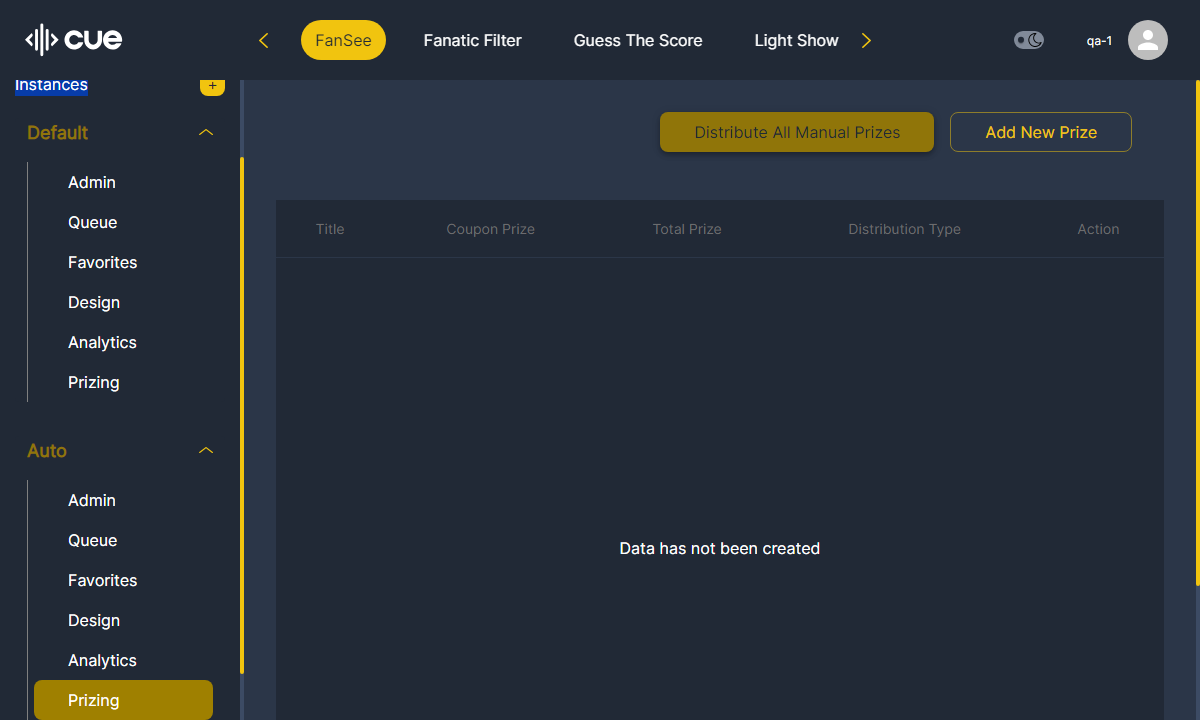 cue
FanSee
Fanatic Filter
Guess The Score
Light Show
qa-1
Instances
+
Default
Admin
Queue
Favorites
Design
Analytics
Prizing
Auto
Admin
Queue
Favorites
Design
Analytics
Prizing
Distribute All Manual Prizes
Add New Prize
Title Coupon Prize Total Prize Distribution Type Action
Data has not been created